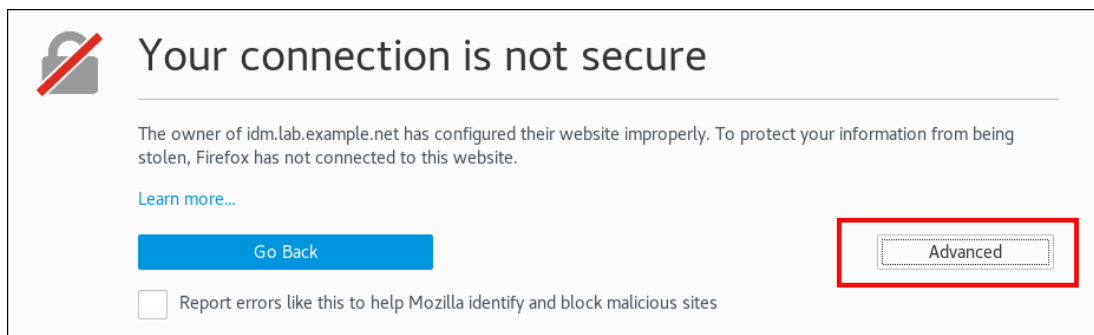 Your connection is not secure
The owner of idm.lab.example.net has configured their website improperly. To protect your information from being
stolen, Firefox has not connected to this website.
Learn more...
Go Back
Advanced
Report errors like this to help Mozilla identify and block malicious sites